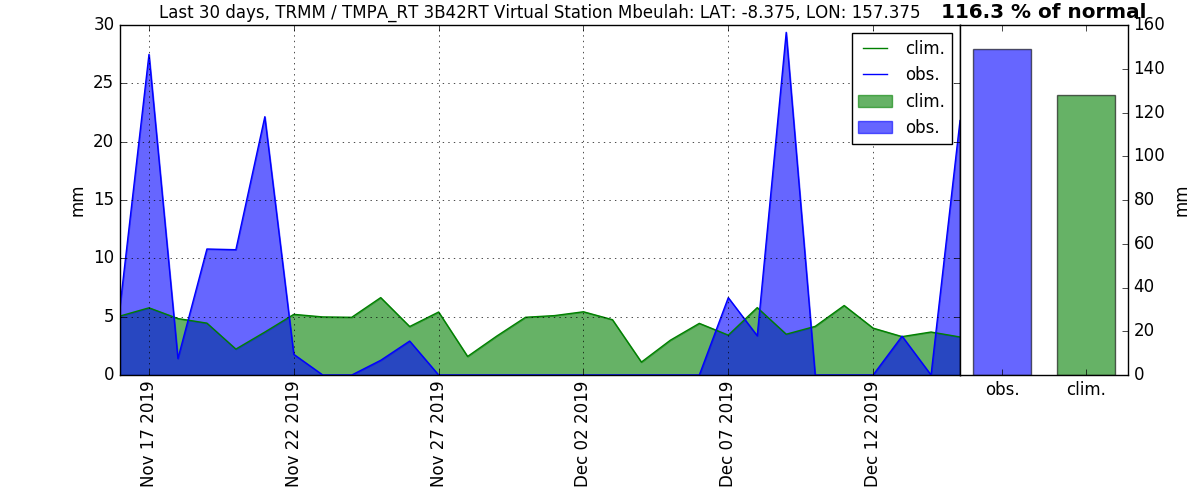 Last 30 days, TRMM / TMPA_RT 3B42RT Virtual Station Mbeulah: LAT: -8.375, LON: 157.375
116.3 % of normal
30
25
20
15
10
5
0
mm
clim.
obs.
clim.
obs.
Nov 17 2019
Nov 22 2019
Nov 27 2019
Dec 02 2019
Dec 07 2019
Dec 12 2019
160
140
120
100
80
60
40
20
0
mm
obs.
clim.